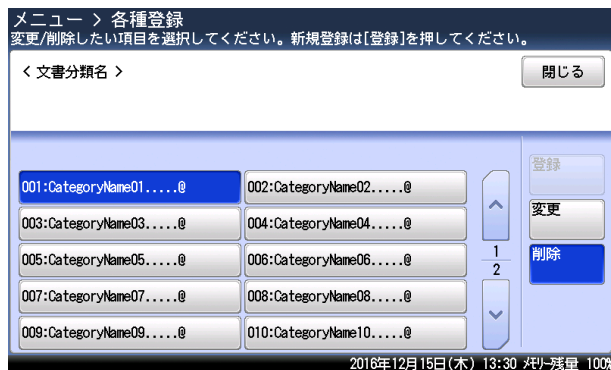 メニュー > 各種登録
変更/削除したい項目を選択してください。新規登録は[登録]を押してください。
< 文書分類名 >
閉じる
登録
001:CategoryName01.....@
002:CategoryName02.....@
変更
003:CategoryName03.....@
004:CategoryName04.....@
削除
005:CategoryName05.....@
006:CategoryName06.....@
1
2
007:CategoryName07.....@
008:CategoryName08.....@
009:CategoryName09.....@
010:CategoryName10.....@
2016年12月15日(木) 13:30 メモリー残量 100%